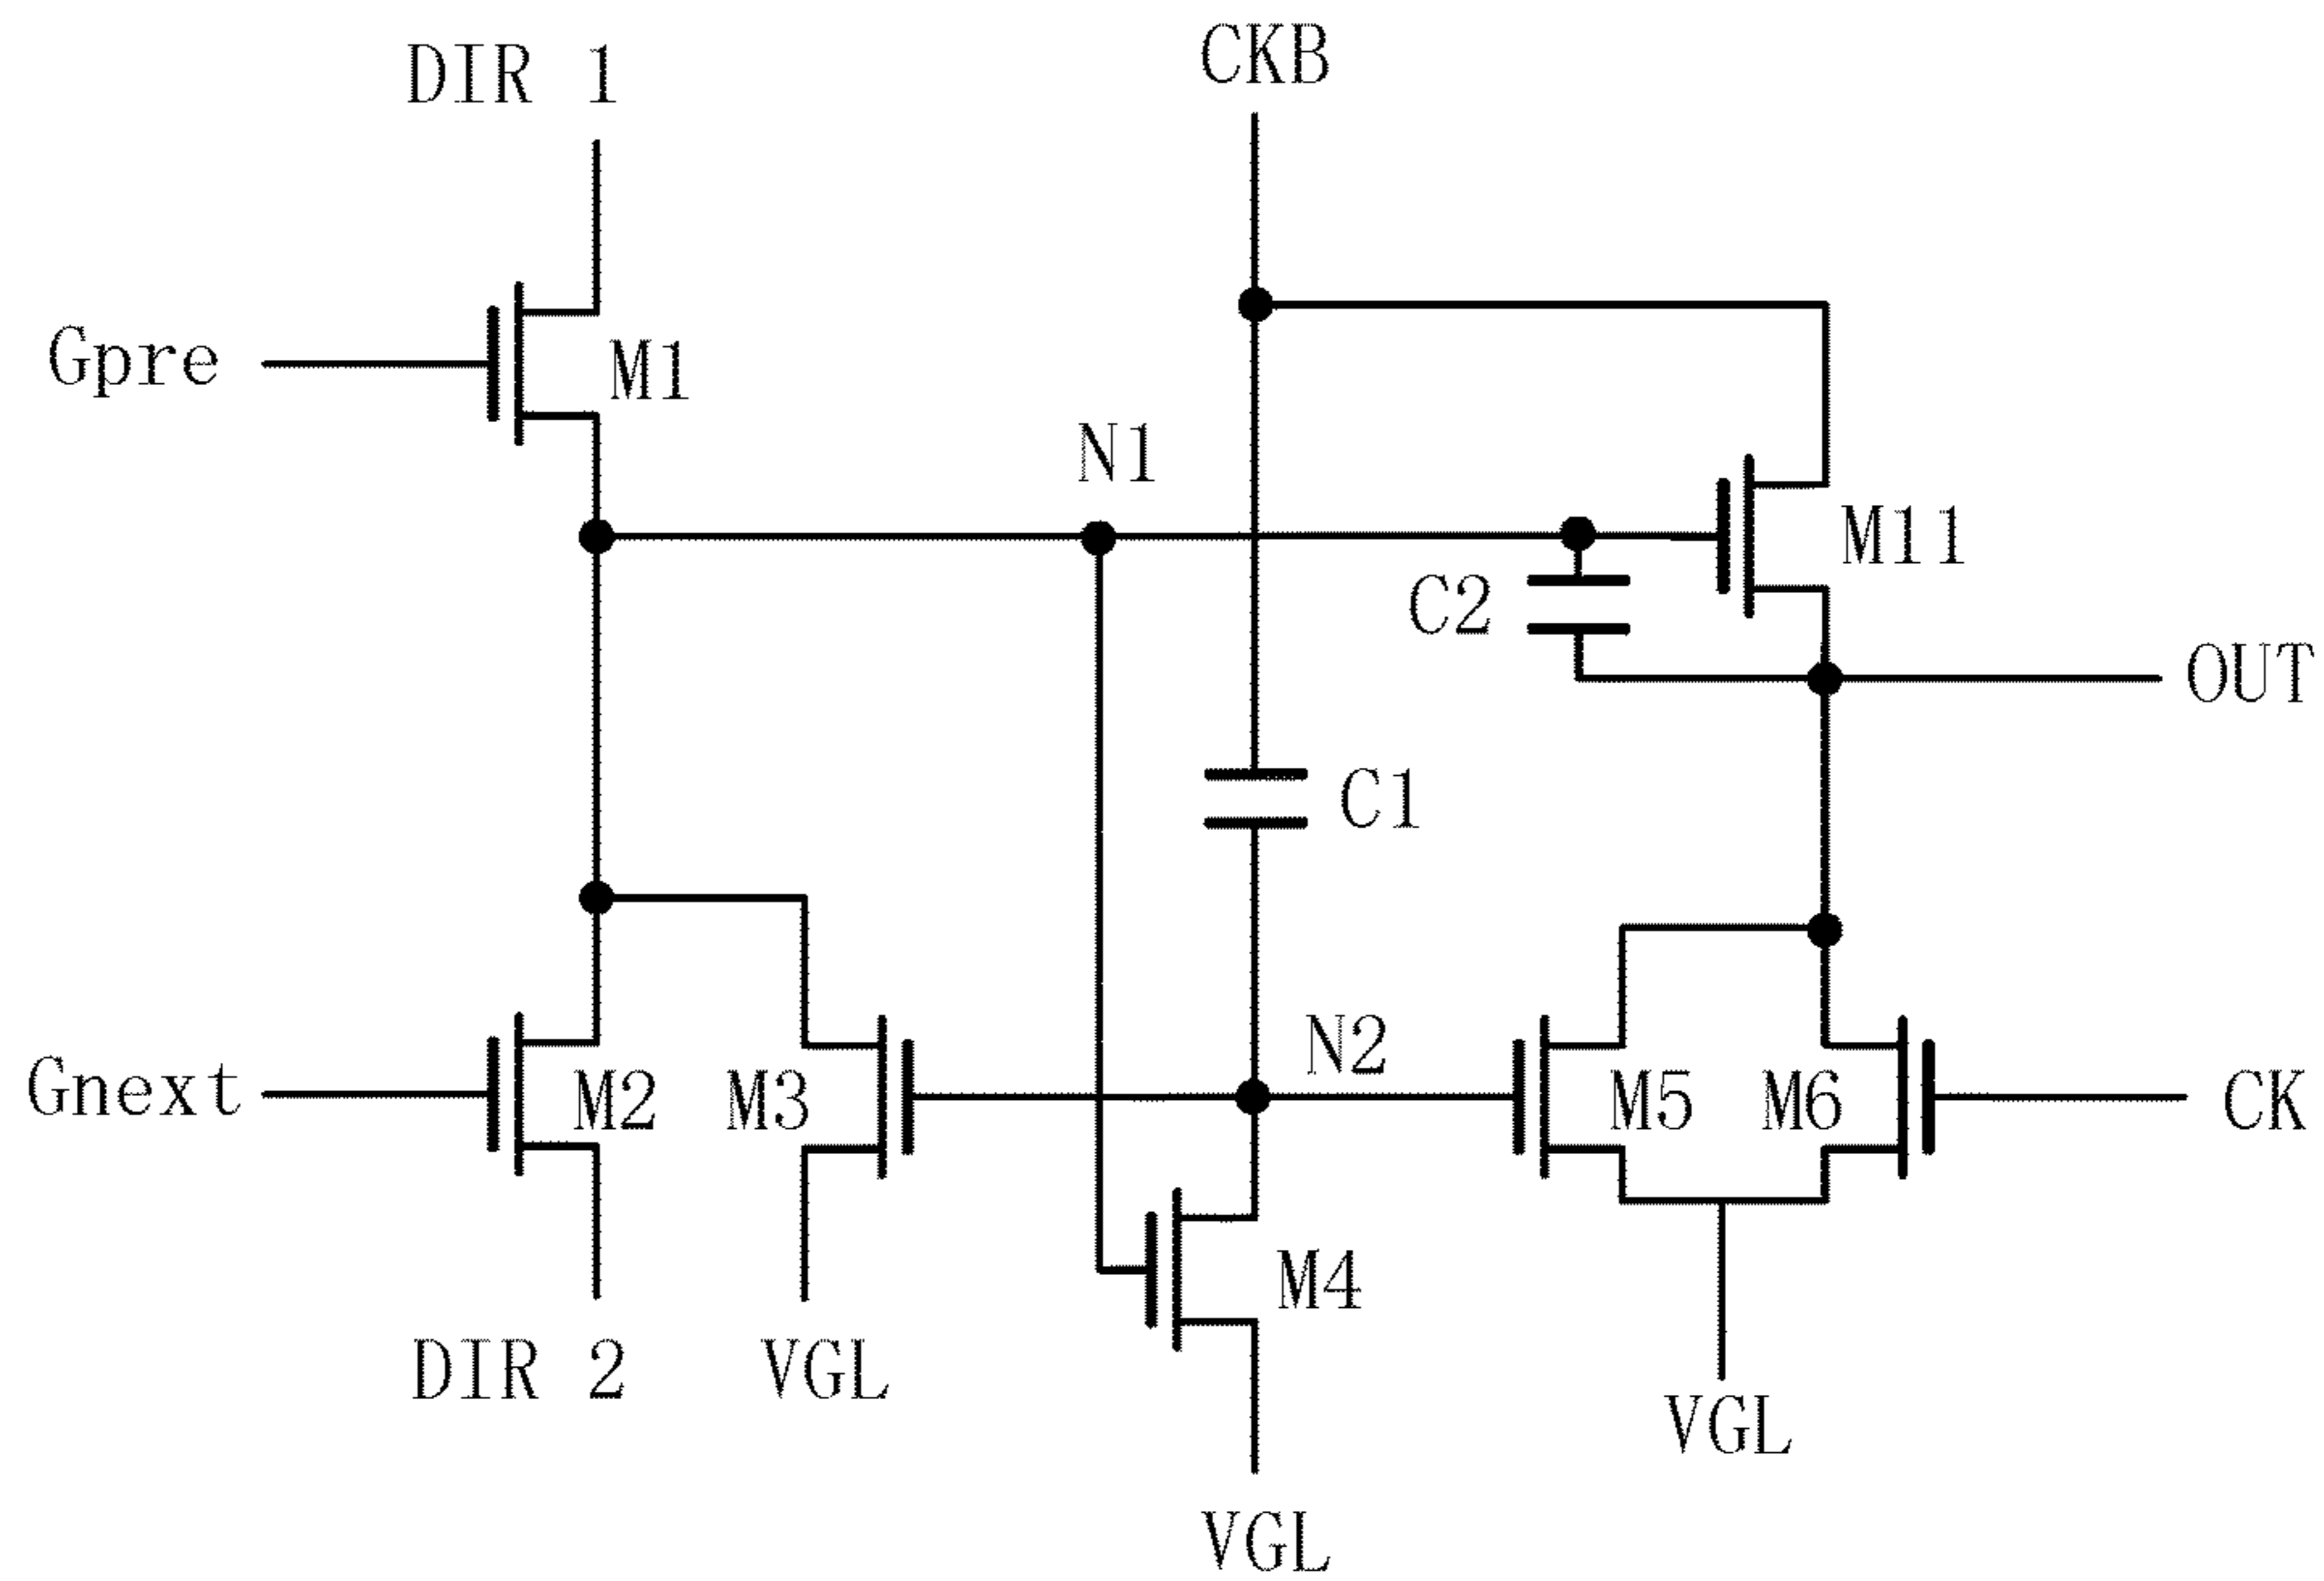 DIR 1
CKB
Gpre
M1
N1
M11
C2
OUT
C1
N2
Gnext
M2
M3
M5
M6
CK
M4
DIR 2
VGL
VGL
VGL